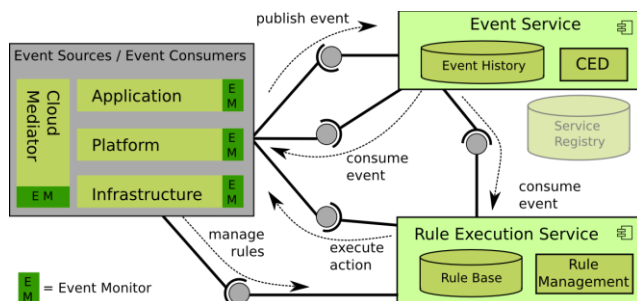 publish event
Event Service
Event History
CED
Event Sources / Event Consumers
Cloud
Mediator
E M
Application
E
M
Platform
E
M
Infrastructure
E
M
Service
Registry
consume
event
consume
event
manage
rules
execute
action
Rule Execution Service
Rule Base
Rule
Management
E
M
= Event Monitor